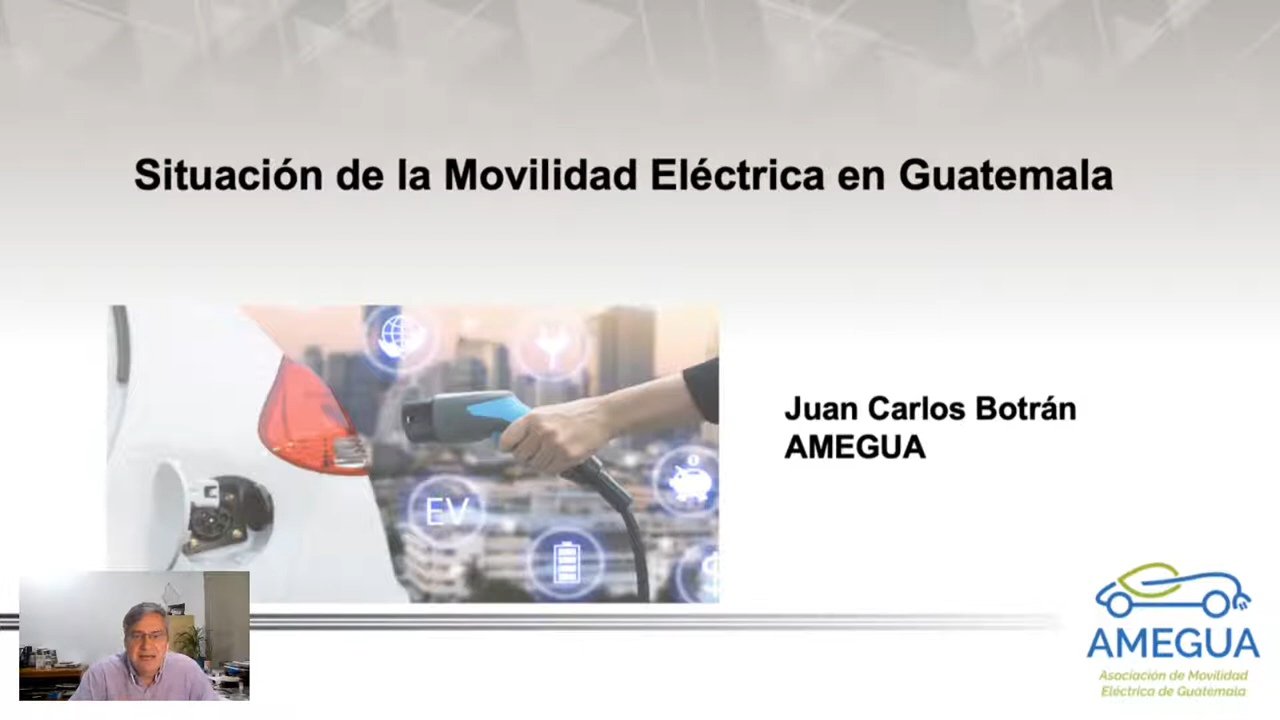 Situación de la Movilidad Eléctrica en Guatemala
EV
Juan Carlos Botrán
AMEGUA
AMEGUA
Asociación de Movilidad
Eléctrica de Guatemala